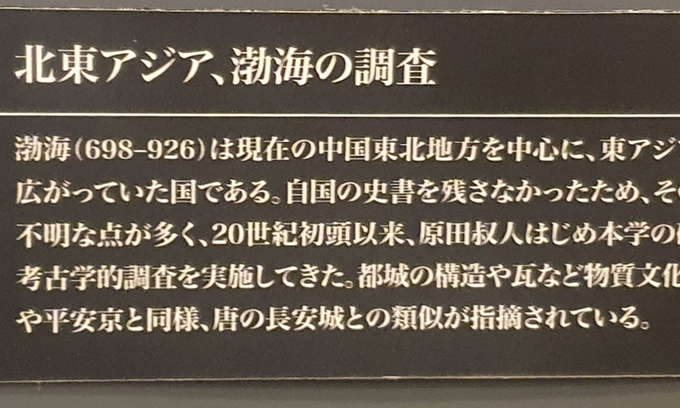 北東アジア、渤海の調査
渤海(698–926)は現在の中国東北地方を中心に、東アジ
広がっていた国である。自国の史書を残さなかったため、そ
不明な点が多く、20世紀初頭以来、原田叔人はじめ本学の
考古学的調査を実施してきた。都城の構造や瓦など物質文化
や平安京と同様、唐の長安城との類似が指摘されている。